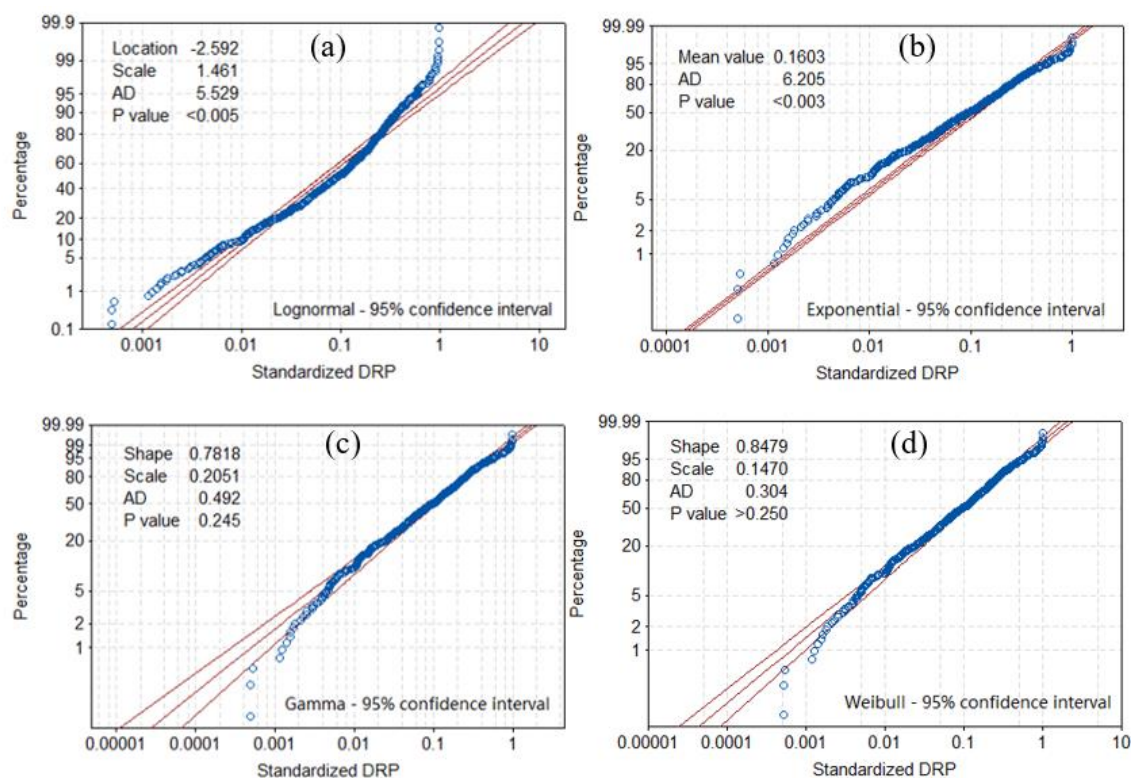 (a)
Location -2.592
Scale 1.461
AD 5.529
P value <0.005
99.9
99
95
90
80
60
40
20
10
5
1
0.1
Percentage
Lognormal - 95% confidence interval
0.001 0.01 0.1 1 10
Standardized DRP
(b)
Mean value 0.1603
AD 6.205
P value <0.003
99.99
95
80
50
20
5
2
1
Percentage
Exponential - 95% confidence interval
0.0001 0.001 0.01 0.1 1
Standardized DRP
(c)
Shape 0.7818
Scale 0.2051
AD 0.492
P value 0.245
99.99
99
95
80
50
20
5
2
1
Percentage
Gamma - 95% confidence interval
0.00001 0.0001 0.001 0.01 0.1 1
Standardized DRP
(d)
Shape 0.8479
Scale 0.1470
AD 0.304
P value >0.250
99.99
95
80
50
20
5
2
1
Percentage
Weibull - 95% confidence interval
0.00001 0.0001 0.001 0.01 0.1 1 10
Standardized DRP